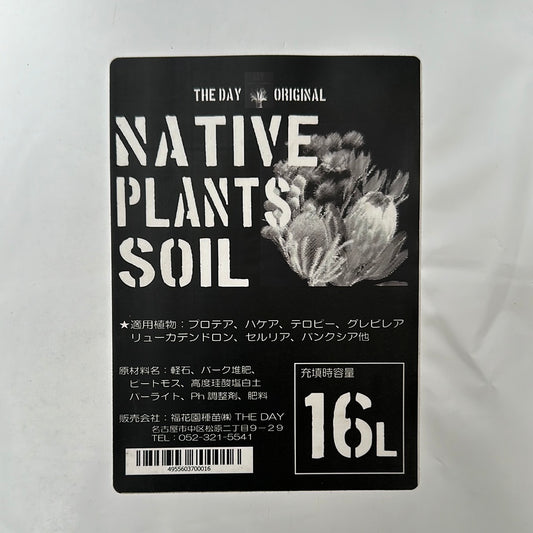 THE DAY ORIGINAL
NATIVE
PLANTS
SOIL
★適用植物：プロテア、ハケア、テロピー、グレビレア
リューカデンドロン、セルリア、バンクシア他
原材料名：軽石、バーク堆肥、
ピートモス、高度珪酸塩白土
パーライト、Ph調整剤、肥料
充填時容量
16L
販売会社：福花園種苗㈱ THE DAY
名古屋市中区松原二丁目9－29
TEL：052-321-5541
4955603700016